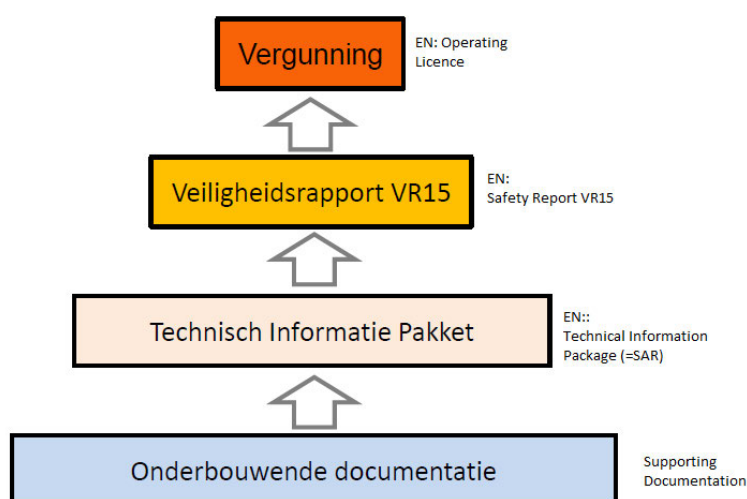 Vergunning
EN: Operating
Licence
Veiligheidsrapport VR15
EN:
Safety Report VR15
Technisch Informatie Pakket
EN::
Technical Information
Package (=SAR)
Onderbouwende documentatie
Supporting
Documentation